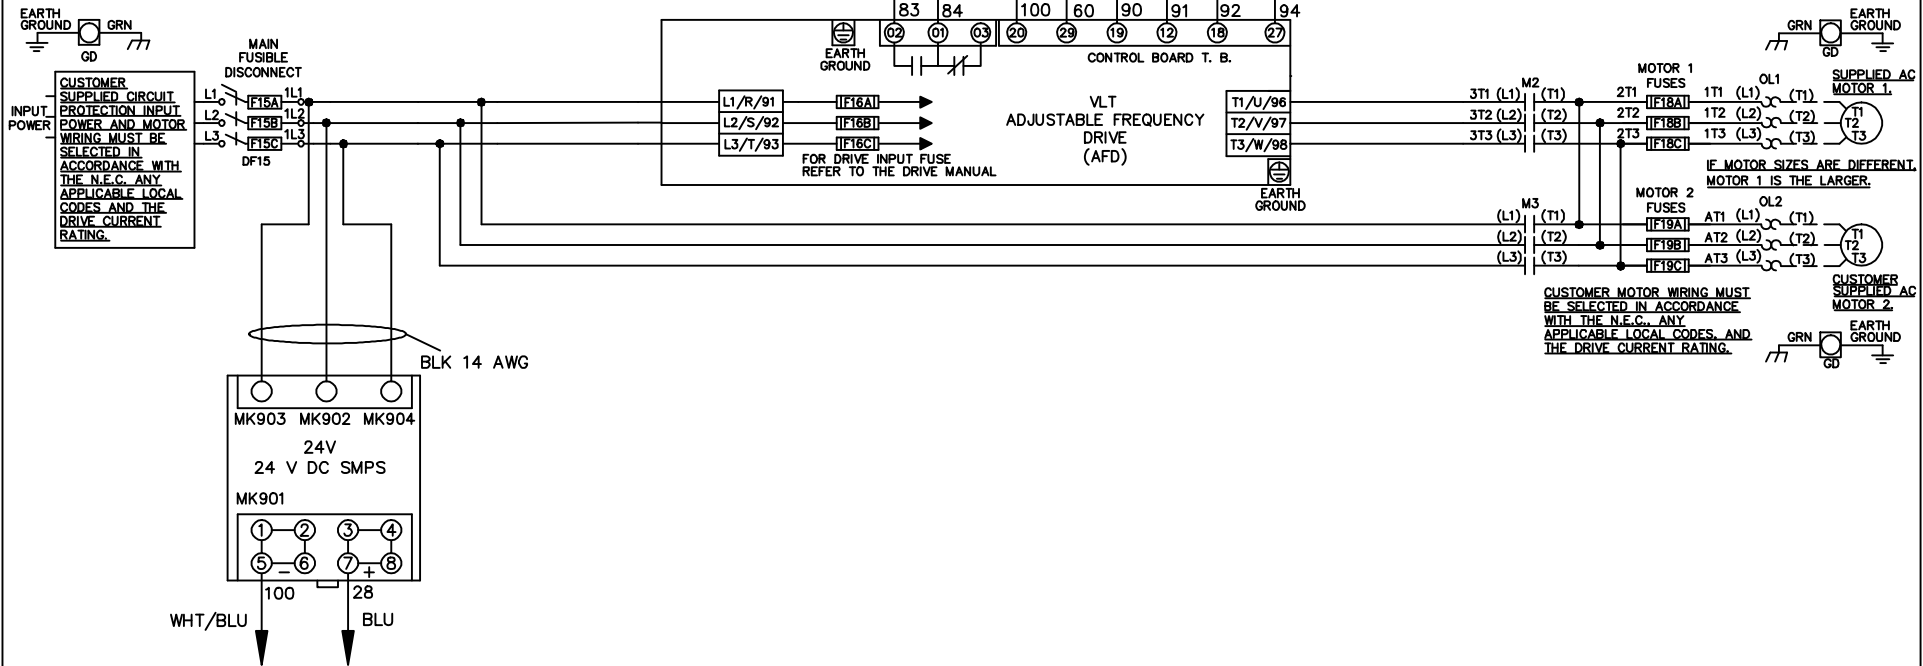 EARTH
GROUND
GRN
GD
MAIN
FUSIBLE
DISCONNECT
CUSTOMER
SUPPLIED CIRCUIT
PROTECTION INPUT
POWER AND MOTOR
WIRING MUST BE
SELECTED IN
ACCORDANCE WITH
THE N.E.C. ANY
APPLICABLE LOCAL
CODES AND THE
DRIVE CURRENT
RATING.
INPUT
POWER
L1 F15A 1L1
L2 F15B 1L2
L3 F15C 1L3
DF15
83 84 100 60 90 91 92 94
02 01 03 20 29 19 12 18 27
EARTH
GROUND
CONTROL BOARD T. B.
L1/R/91 F16A
L2/S/92 F16B
L3/T/93 F16C
FOR DRIVE INPUT FUSE
REFER TO THE DRIVE MANUAL
VLT
ADJUSTABLE FREQUENCY
DRIVE
(AFD)
T1/U/96
T2/V/97
T3/W/98
EARTH
GROUND
M2
3T1 (L1) (T1)
3T2 (L2) (T2)
3T3 (L3) (T3)
MOTOR 1
FUSES
2T1 F18A 1T1 (L1) (T1)
2T2 F18B 1T2 (L2) (T2)
2T3 F18C 1T3 (L3) (T3)
OL1
GRN
GD
EARTH
GROUND
SUPPLIED AC
MOTOR 1.
T1
T2
T3
IF MOTOR SIZES ARE DIFFERENT,
MOTOR 1 IS THE LARGER.
M3
(L1) (T1)
(L2) (T2)
(L3) (T3)
MOTOR 2
FUSES
F19A AT1 (L1) (T1)
F19B AT2 (L2) (T2)
F19C AT3 (L3) (T3)
OL2
T1
T2
T3
CUSTOMER
SUPPLIED AC
MOTOR 2.
CUSTOMER MOTOR WIRING MUST
BE SELECTED IN ACCORDANCE
WITH THE N.E.C., ANY
APPLICABLE LOCAL CODES, AND
THE DRIVE CURRENT RATING.
GRN
GD
EARTH
GROUND
BLK 14 AWG
MK903 MK902 MK904
24V
24 V DC SMPS
MK901
1 2 3 4
5 6 7 8
− +
100 28
WHT/BLU BLU